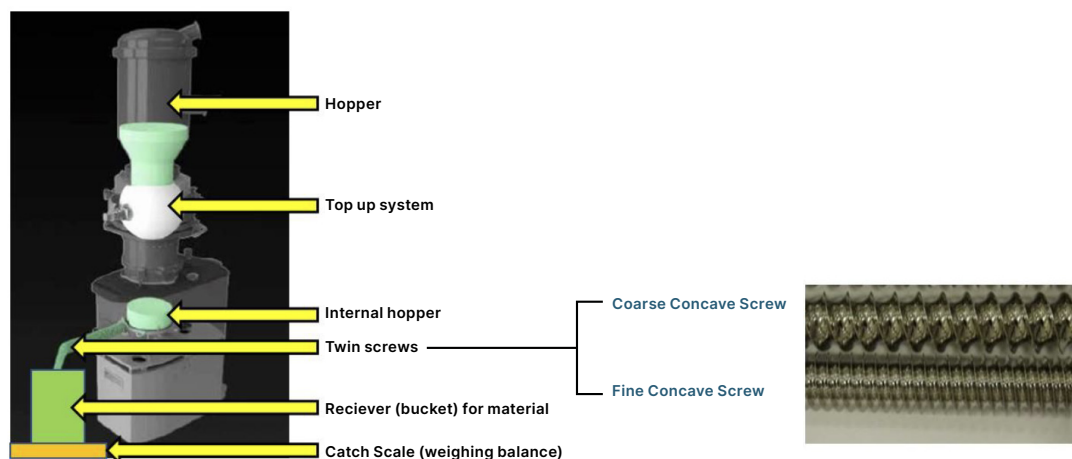 Hopper
Top up system
Internal hopper
Twin screws
Coarse Concave Screw
Fine Concave Screw
Reciever (bucket) for material
Catch Scale (weighing balance)